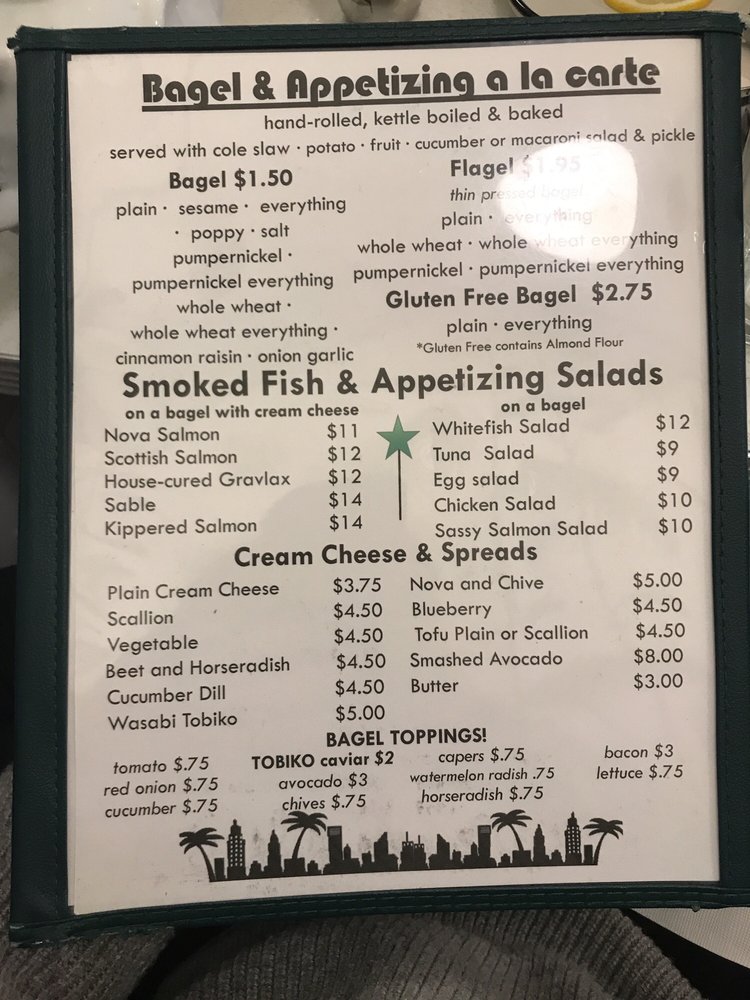 Bagel & Appetizing a la carte
hand-rolled, kettle boiled & baked
served with cole slaw · potato · fruit · cucumber or macaroni salad & pickle
Bagel $1.50
plain · sesame · everything
· poppy · salt
pumpernickel ·
pumpernickel everything
whole wheat ·
whole wheat everything ·
cinnamon raisin · onion garlic
Flagel $1.95
thin pressed bagel
plain · everything
whole wheat · whole wheat everything
pumpernickel · pumpernickel everything
Gluten Free Bagel $2.75
plain · everything
*Gluten Free contains Almond Flour
Smoked Fish & Appetizing Salads
on a bagel with cream cheese
Nova Salmon $11
Scottish Salmon $12
House-cured Gravlax $12
Sable $14
Kippered Salmon $14
on a bagel
Whitefish Salad $12
Tuna Salad $9
Egg salad $9
Chicken Salad $10
Sassy Salmon Salad $10
Cream Cheese & Spreads
Plain Cream Cheese $3.75
Scallion $4.50
Vegetable $4.50
Beet and Horseradish $4.50
Cucumber Dill $4.50
Wasabi Tobiko $5.00
Nova and Chive $5.00
Blueberry $4.50
Tofu Plain or Scallion $4.50
Smashed Avocado $8.00
Butter $3.00
BAGEL TOPPINGS!
tomato $.75
red onion $.75
cucumber $.75
TOBIKO caviar $2
avocado $3
chives $.75
capers $.75
watermelon radish .75
horseradish $.75
bacon $3
lettuce $.75